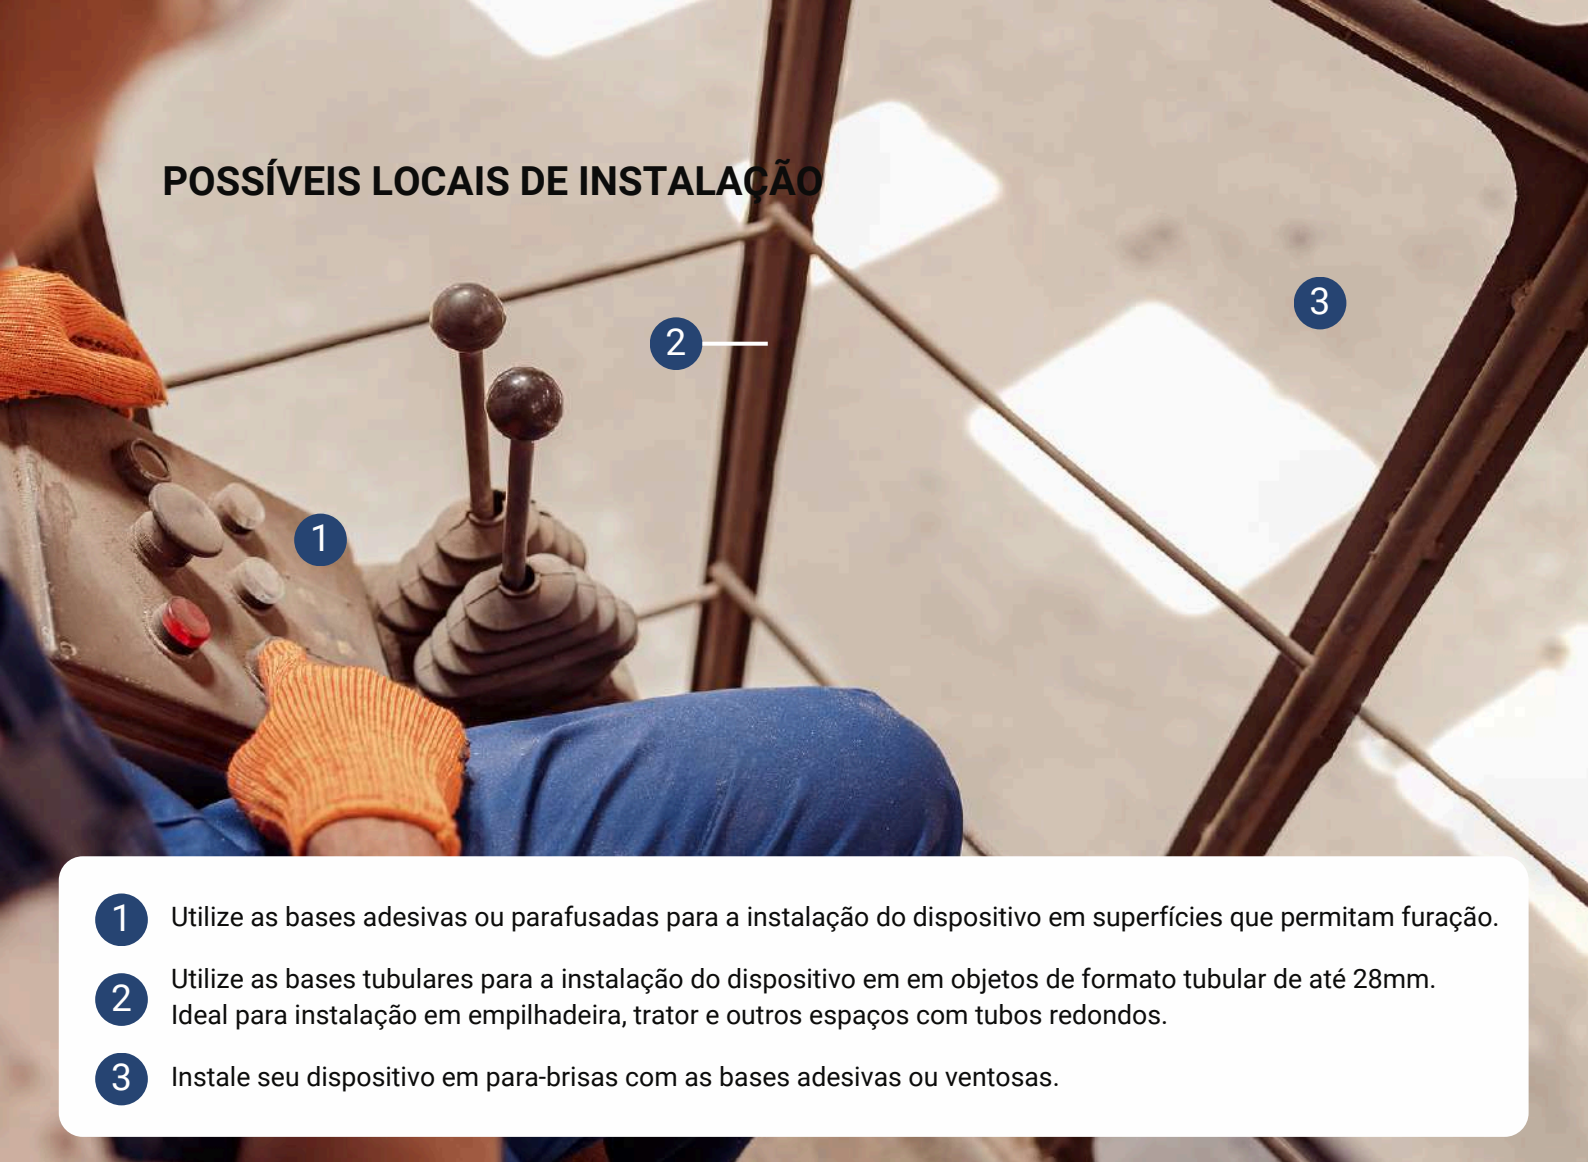 POSSÍVEIS LOCAIS DE INSTALAÇÃO
3
2
1
1 Utilize as bases adesivas ou parafusadas para a instalação do dispositivo em superfícies que permitam furação.
2 Utilize as bases tubulares para a instalação do dispositivo em em objetos de formato tubular de até 28mm.
Ideal para instalação em empilhadeira, trator e outros espaços com tubos redondos.
3 Instale seu dispositivo em para-brisas com as bases adesivas ou ventosas.